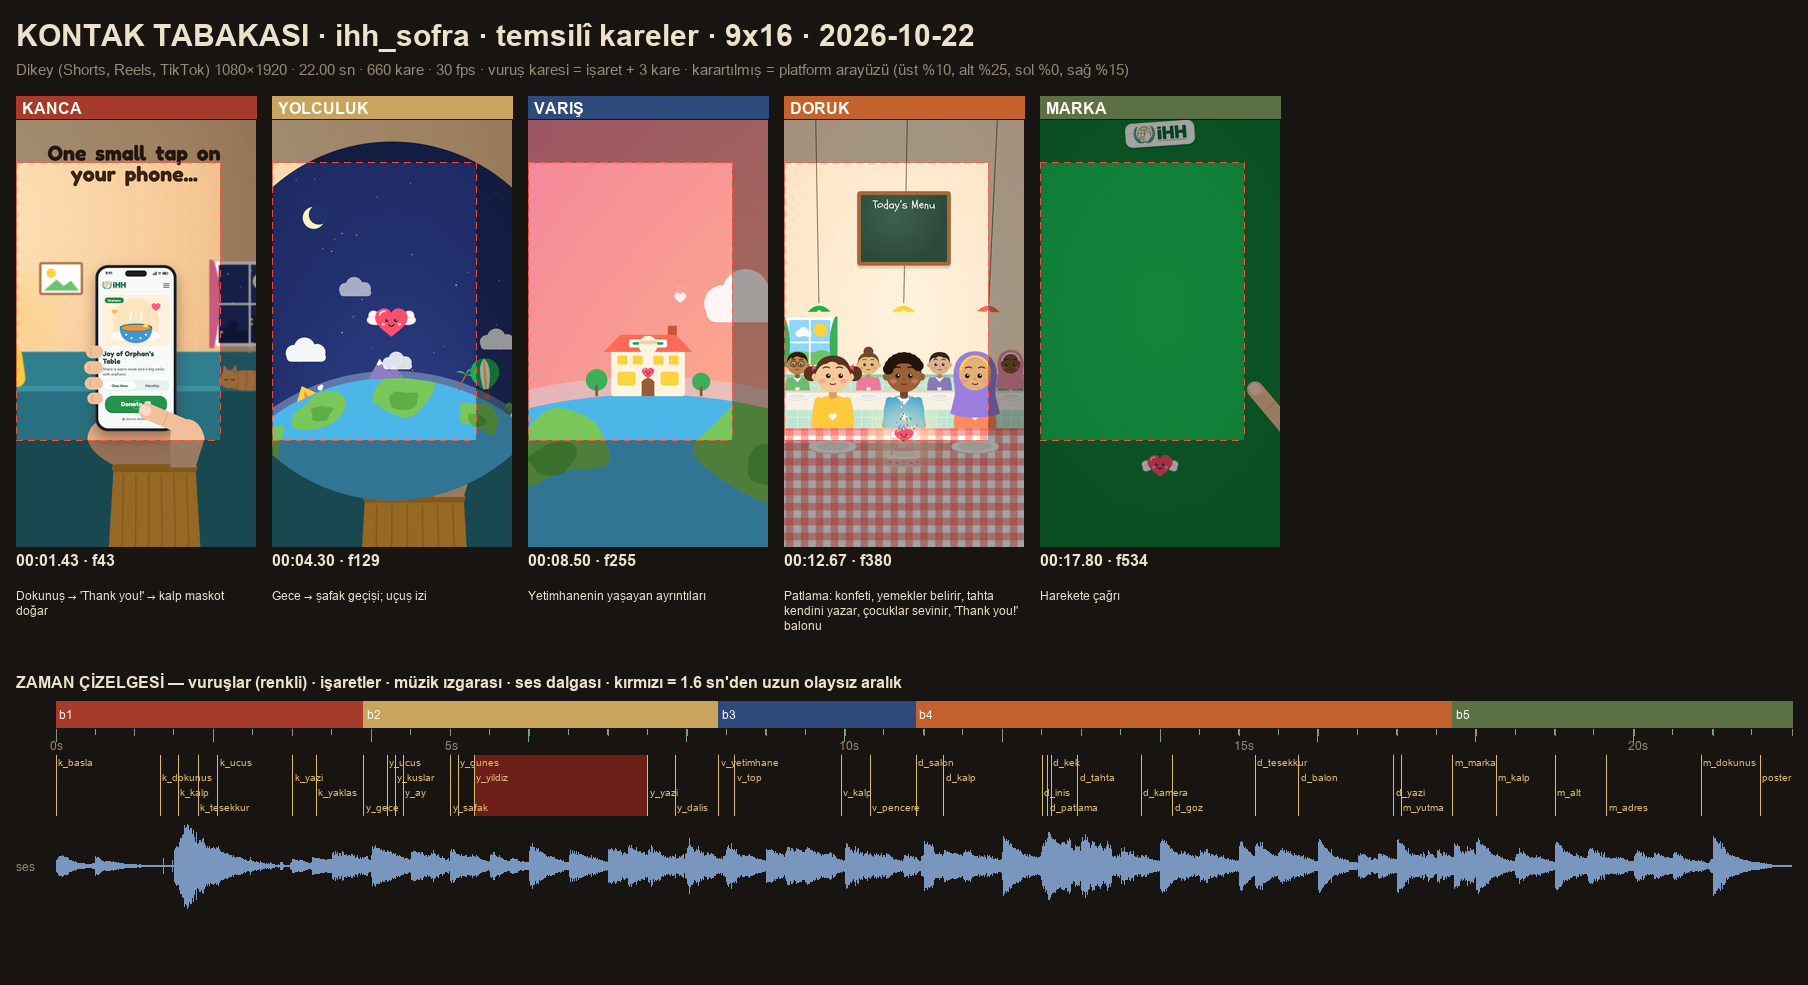 KONTAK TABAKASI · ihh_sofra · temsilî kareler · 9x16 · 2026-10-22
Dikey (Shorts, Reels, TikTok) 1080×1920 · 22.00 sn · 660 kare · 30 fps · vuruş karesi = işaret + 3 kare · karartılmış = platform arayüzü (üst %10, alt %25, sol %0, sağ %15)
KANCA
YOLCULUK
VARIŞ
DORUK
MARKA
One small tap on
your phone...
iHH
Joy of Orphan's
Table
One-time
Monthly
Today's Menu
iHH
00:01.43 · f43
00:04.30 · f129
00:08.50 · f255
00:12.67 · f380
00:17.80 · f534
Dokunuş → 'Thank you!' → kalp maskot
doğar
Gece → şafak geçişi; uçuş izi
Yetimhanenin yaşayan ayrıntıları
Patlama: konfeti, yemekler belirir, tahta
kendini yazar, çocuklar sevinir, 'Thank you!'
balonu
Harekete çağrı
ZAMAN ÇİZELGESİ — vuruşlar (renkli) · işaretler · müzik ızgarası · ses dalgası · kırmızı = 1.6 sn'den uzun olaysız aralık
b1
b2
b3
b4
b5
0s
5s
10s
15s
20s
k_basla
k_ucus
y_ucus
y_gunes
v_yetimhane
d_salon
d_kek
d_tesekkur
m_marka
m_dokunus
k_dokunus
k_yazi
y_kuslar
y_yildiz
v_top
d_kalp
d_tahta
d_balon
m_kalp
poster
k_kalp
k_yaklas
y_ay
y_yazi
v_kalp
d_inis
d_kamera
d_yazi
m_alt
k_tesekkur
y_gece
y_safak
y_dalis
v_pencere
d_patlama
d_goz
m_yutma
m_adres
ses